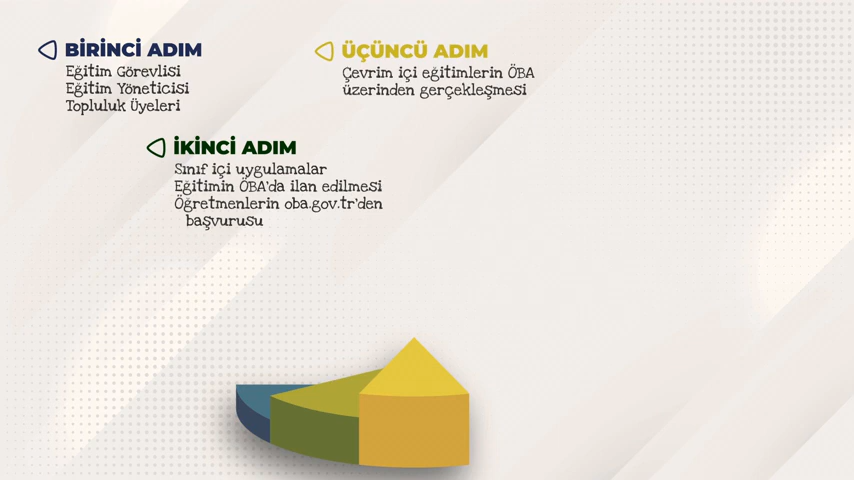 BİRİNCİ ADIM
Eğitim Görevlisi
Eğitim Yöneticisi
Topluluk Üyeleri
İKİNCİ ADIM
Sınıf içi uygulamalar
Eğitimin ÖBA'da ilan edilmesi
Öğretmenlerin oba.gov.tr'den
başvurusu
ÜÇÜNCÜ ADIM
Çevrim içi eğitimlerin ÖBA
üzerinden gerçekleşmesi